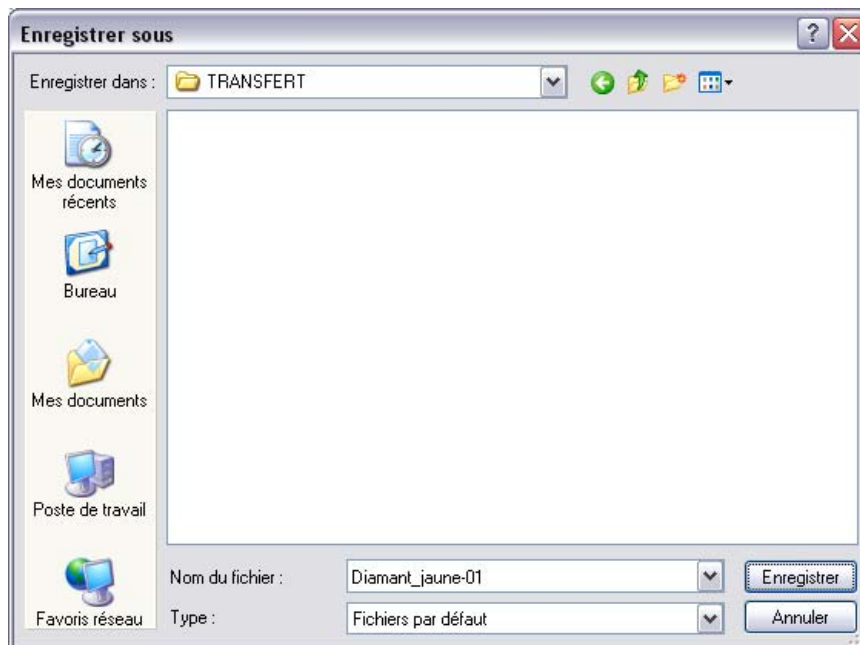 Enregistrer sous
Enregistrer dans :
TRANSFERT
Mes documents
récents
Bureau
Mes documents
Poste de travail
Favoris réseau
Nom du fichier :
Diamant_jaune-01
Enregistrer
Type :
Fichiers par défaut
Annuler